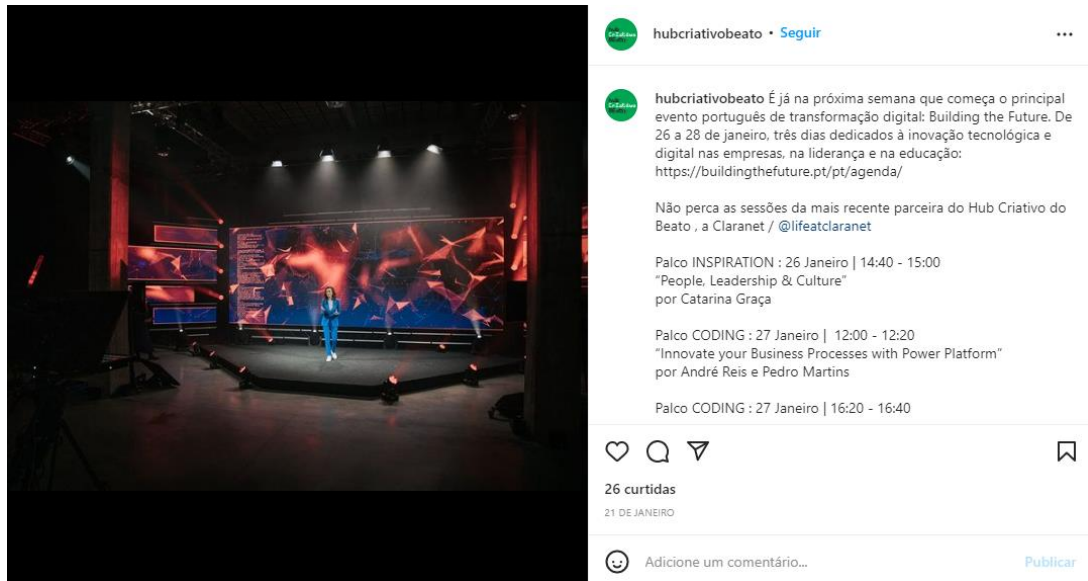 hubcriativobeato • Seguir
hubcriativobeato É já na próxima semana que começa o principal
evento português de transformação digital: Building the Future. De
26 a 28 de janeiro, três dias dedicados à inovação tecnológica e
digital nas empresas, na liderança e na educação:
https://buildingthefuture.pt/pt/agenda/
Não perca as sessões da mais recente parceira do Hub Criativo do
Beato , a Claranet / @lifeatclaranet
Palco INSPIRATION : 26 Janeiro | 14:40 - 15:00
"People, Leadership & Culture"
por Catarina Graça
Palco CODING : 27 Janeiro | 12:00 - 12:20
"Innovate your Business Processes with Power Platform"
por André Reis e Pedro Martins
Palco CODING : 27 Janeiro | 16:20 - 16:40
26 curtidas
21 DE JANEIRO
Adicione um comentário...
Publicar